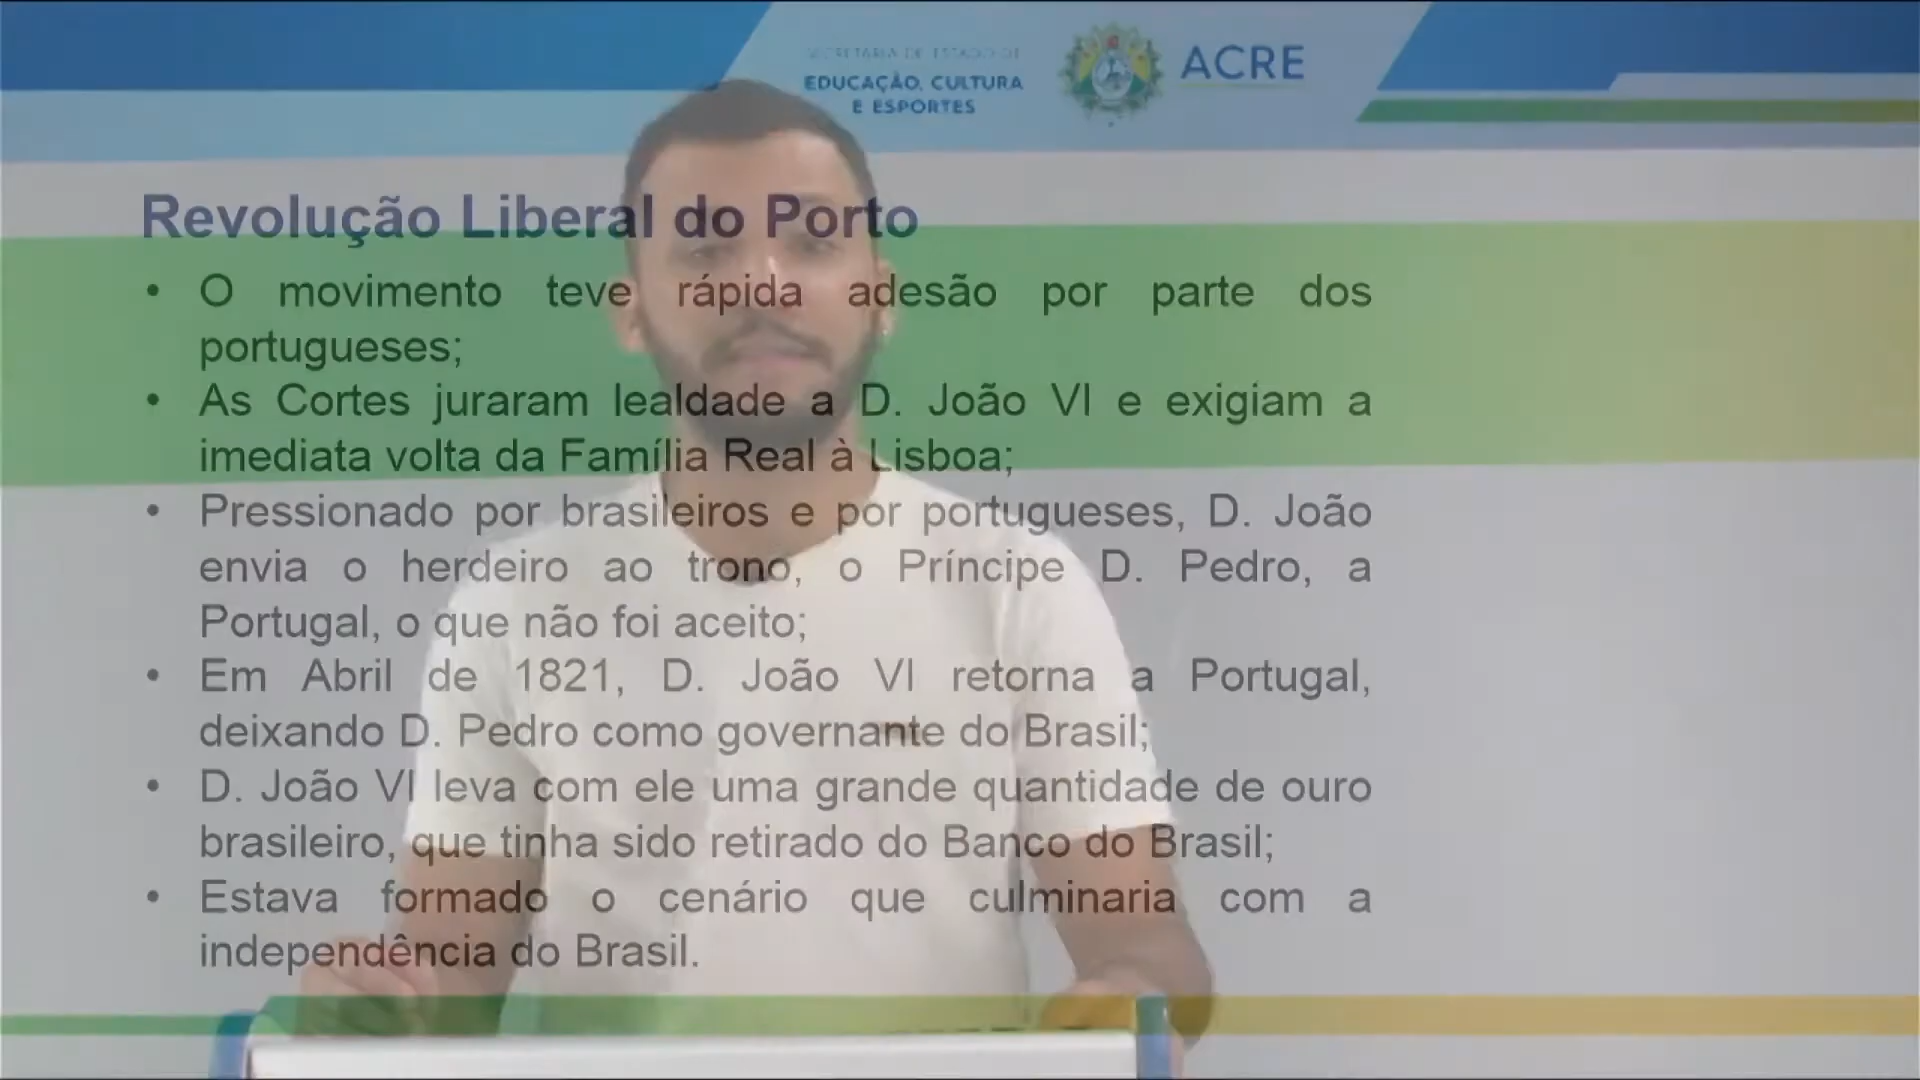 SECRETARIA DE ESTADO DE
EDUCAÇÃO, CULTURA
E ESPORTES
ACRE
Revolução Liberal do Porto
• O movimento teve rápida adesão por parte dos
portugueses;
• As Cortes juraram lealdade a D. João VI e exigiam a
imediata volta da Família Real à Lisboa;
• Pressionado por brasileiros e por portugueses, D. João
envia o herdeiro ao trono, o Príncipe D. Pedro, a
Portugal, o que não foi aceito;
• Em Abril de 1821, D. João VI retorna a Portugal,
deixando D. Pedro como governante do Brasil;
• D. João VI leva com ele uma grande quantidade de ouro
brasileiro, que tinha sido retirado do Banco do Brasil;
• Estava formado o cenário que culminaria com a
independência do Brasil.